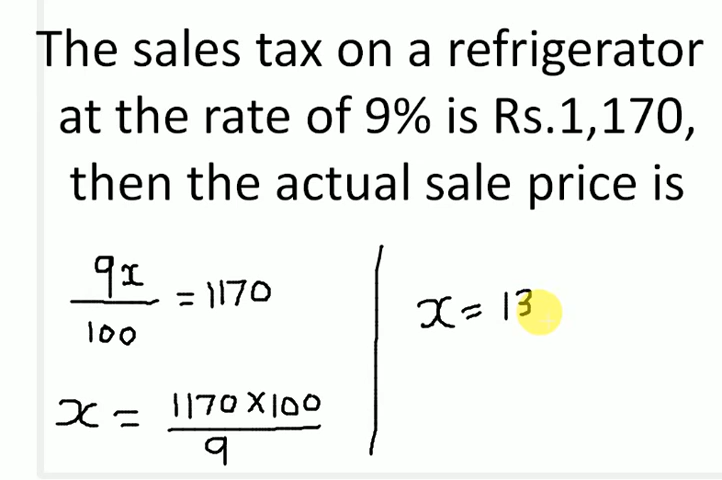 The sales tax on a refrigerator
at the rate of 9% is Rs.1,170,
then the actual sale price is
9x/100 = 1170
x = 1170 X 100/9
x = 13